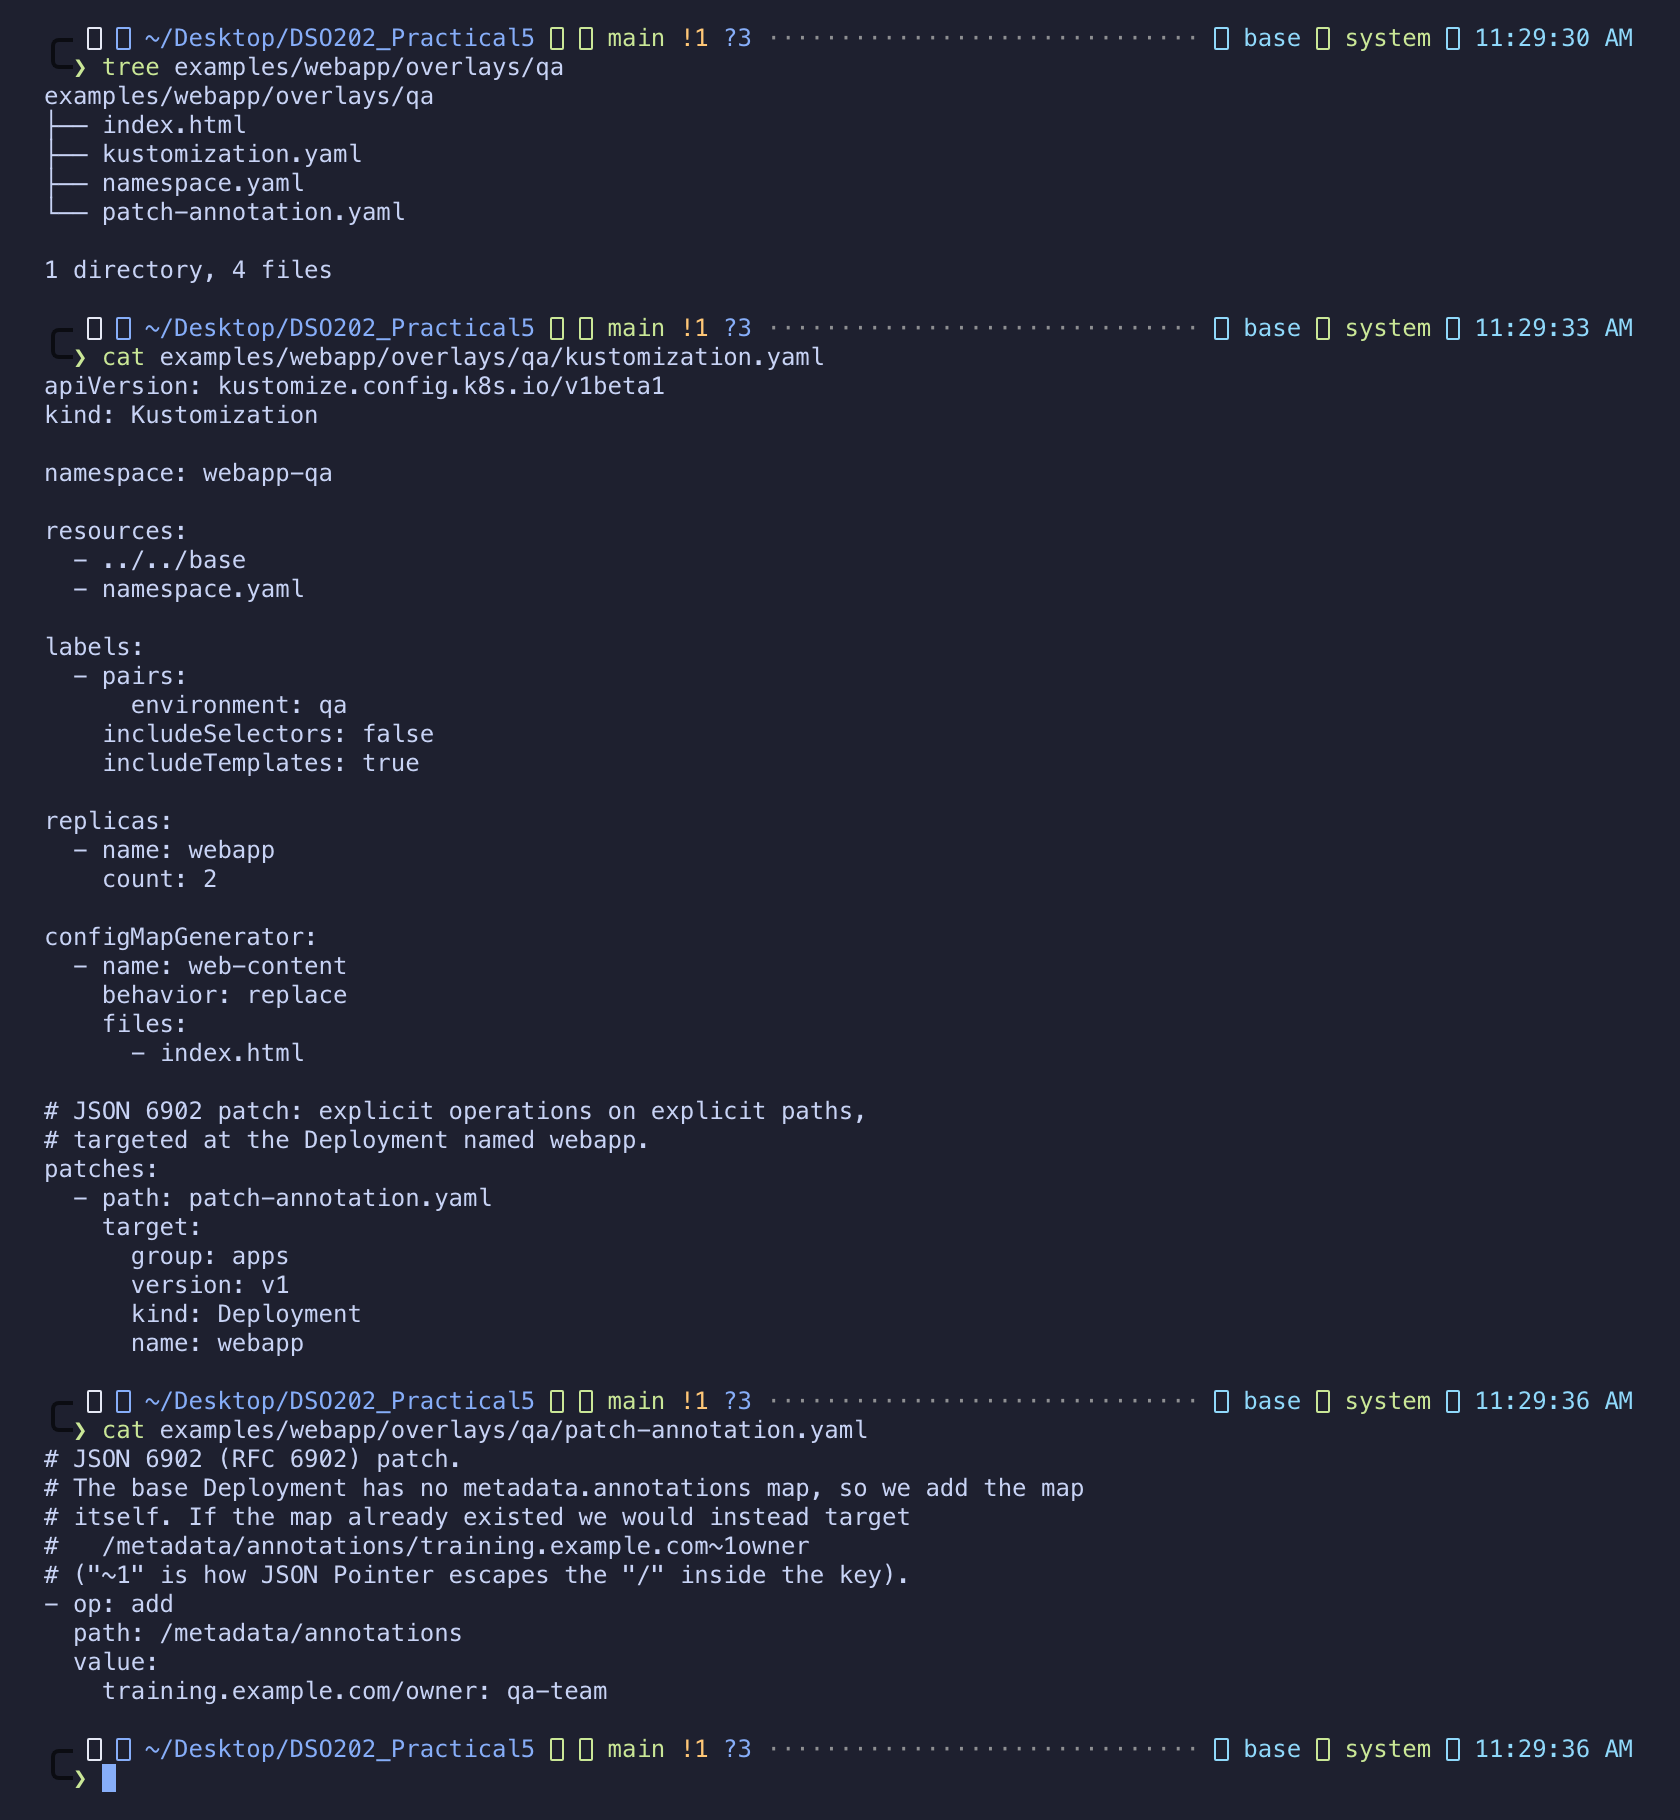 ~/Desktop/DSO202_Practical5 main !1 ?3 ······························ base system 11:29:30 AM
❯ tree examples/webapp/overlays/qa
examples/webapp/overlays/qa
├── index.html
├── kustomization.yaml
├── namespace.yaml
└── patch-annotation.yaml
1 directory, 4 files
~/Desktop/DSO202_Practical5 main !1 ?3 ······························ base system 11:29:33 AM
❯ cat examples/webapp/overlays/qa/kustomization.yaml
apiVersion: kustomize.config.k8s.io/v1beta1
kind: Kustomization
namespace: webapp-qa
resources:
  - ../../base
  - namespace.yaml
labels:
  - pairs:
      environment: qa
    includeSelectors: false
    includeTemplates: true
replicas:
  - name: webapp
    count: 2
configMapGenerator:
  - name: web-content
    behavior: replace
    files:
      - index.html
# JSON 6902 patch: explicit operations on explicit paths,
# targeted at the Deployment named webapp.
patches:
  - path: patch-annotation.yaml
    target:
      group: apps
      version: v1
      kind: Deployment
      name: webapp
~/Desktop/DSO202_Practical5 main !1 ?3 ······························ base system 11:29:36 AM
❯ cat examples/webapp/overlays/qa/patch-annotation.yaml
# JSON 6902 (RFC 6902) patch.
# The base Deployment has no metadata.annotations map, so we add the map
# itself. If the map already existed we would instead target
#   /metadata/annotations/training.example.com~1owner
# ("~1" is how JSON Pointer escapes the "/" inside the key).
- op: add
  path: /metadata/annotations
  value:
    training.example.com/owner: qa-team
~/Desktop/DSO202_Practical5 main !1 ?3 ······························ base system 11:29:36 AM
❯